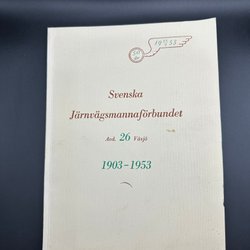 Svenska
Järnvägsmannaförbundet
Avd. 26 Växjö
1903-1953